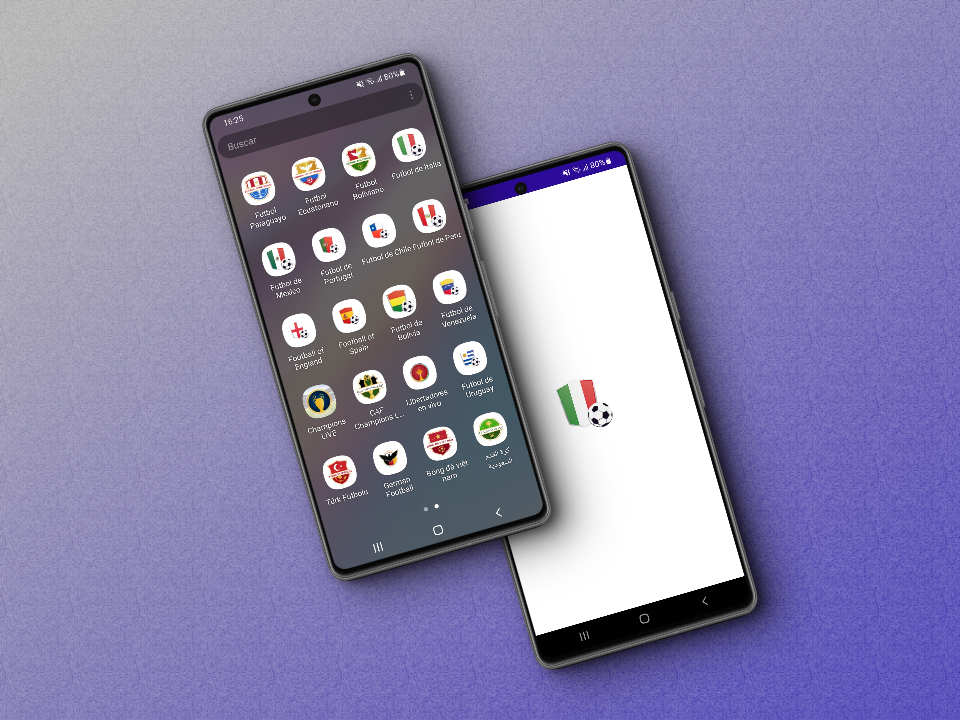 16:25
80%
Buscar
Futbol
Paraguayo
Futbol
Ecuatoriano
Futbol
Boliviano
Futbol de Italia
Futbol de
Mexico
Futbol de
Portugal
Futbol de Chile
Futbol de Peru
Football of
England
Football of
Spain
Futbol de
Bolivia
Futbol de
Venezuela
Champions
LIVE
CAF
Champions L...
Libertadores
en vivo
Futbol de
Uruguay
Türk Futbolu
German
Football
Bóng đá việt
nam
كرة القدم
السعودية
80%